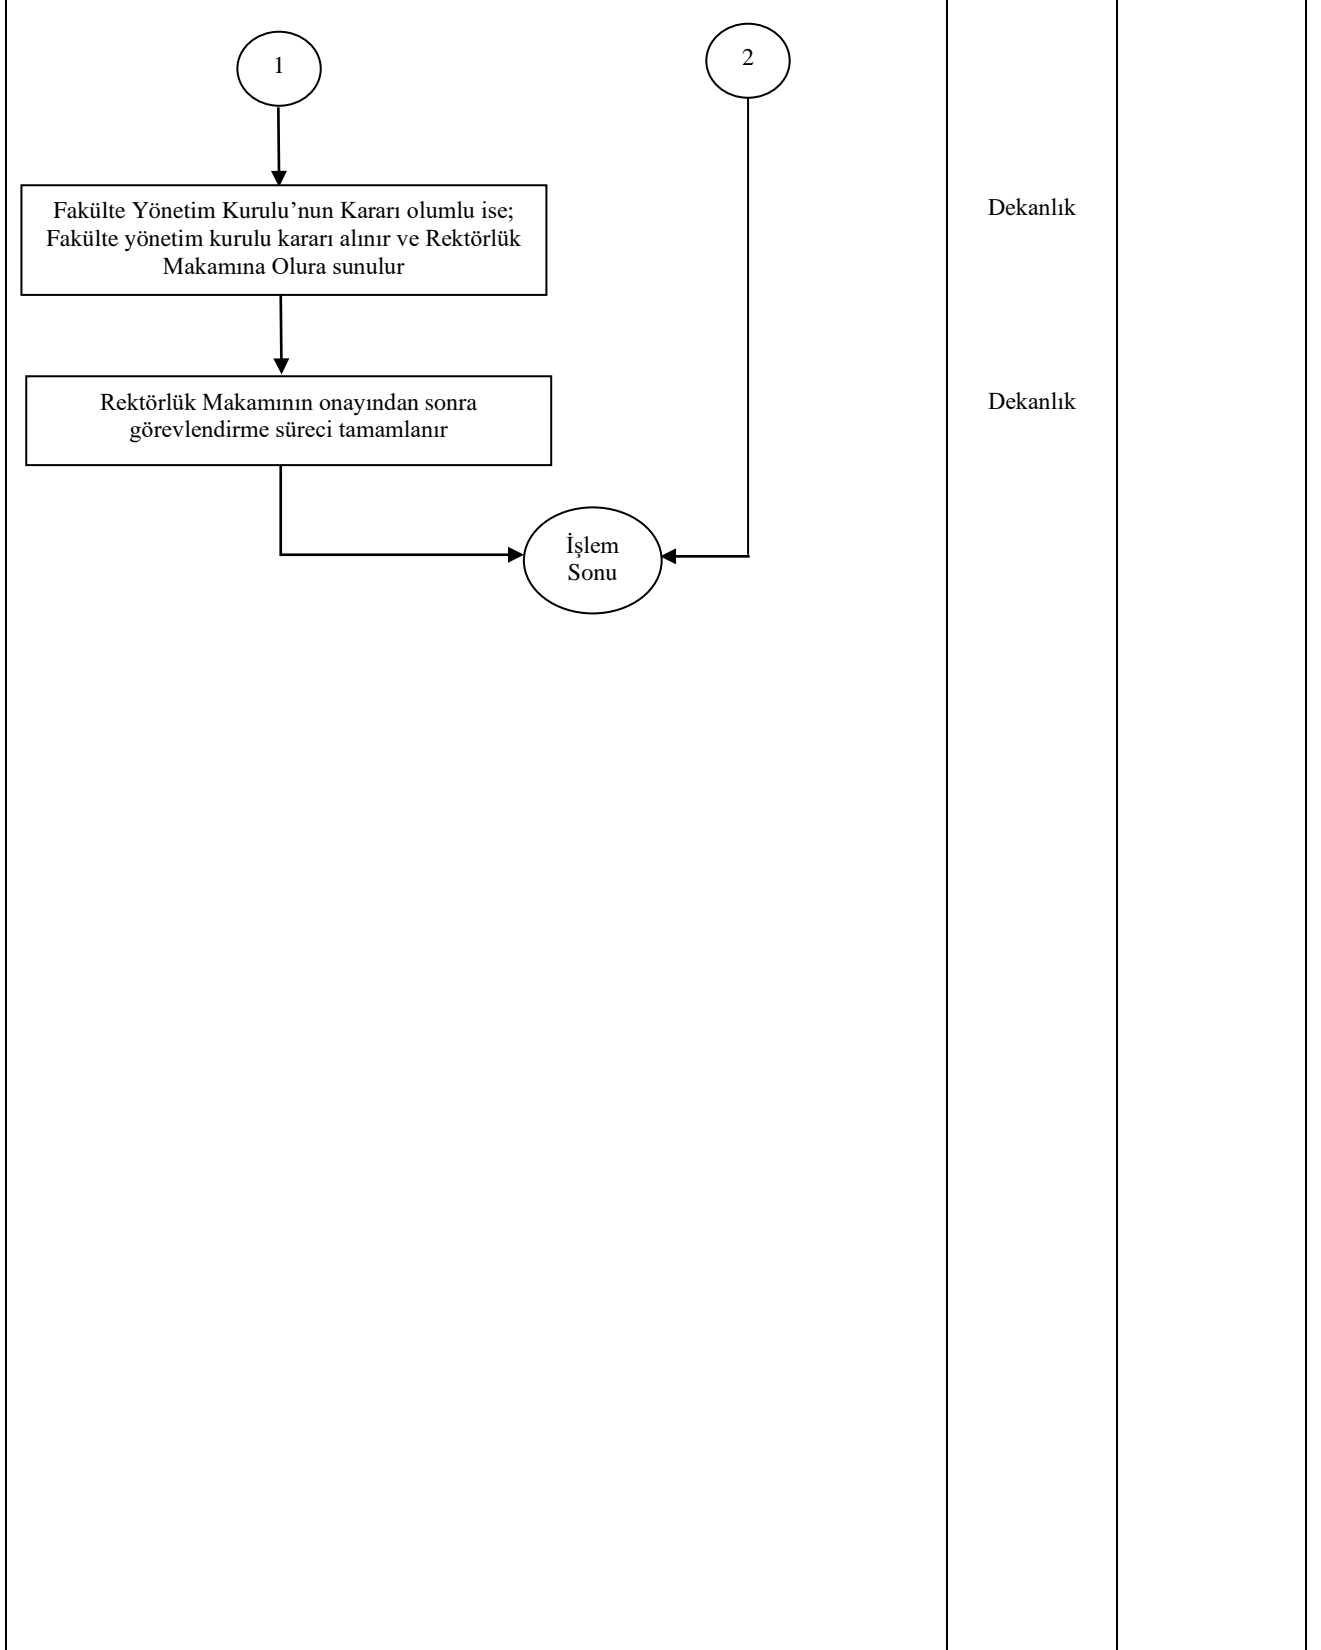 1
2
Fakülte Yönetim Kurulu’nun Kararı olumlu ise;
Fakülte yönetim kurulu kararı alınır ve Rektörlük
Makamına Olura sunulur
Dekanlık
Rektörlük Makamının onayından sonra
görevlendirme süreci tamamlanır
Dekanlık
İşlem
Sonu